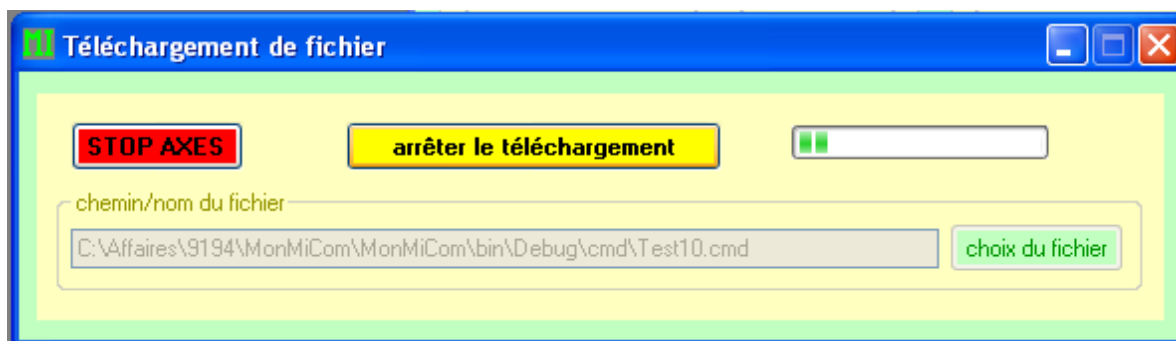 MI Téléchargement de fichier
STOP AXES arrêter le téléchargement
chemin/nom du fichier
C:\Affaires\9194\MonMiCom\MonMiCom\bin\Debug\cmd\Test10.cmd choix du fichier